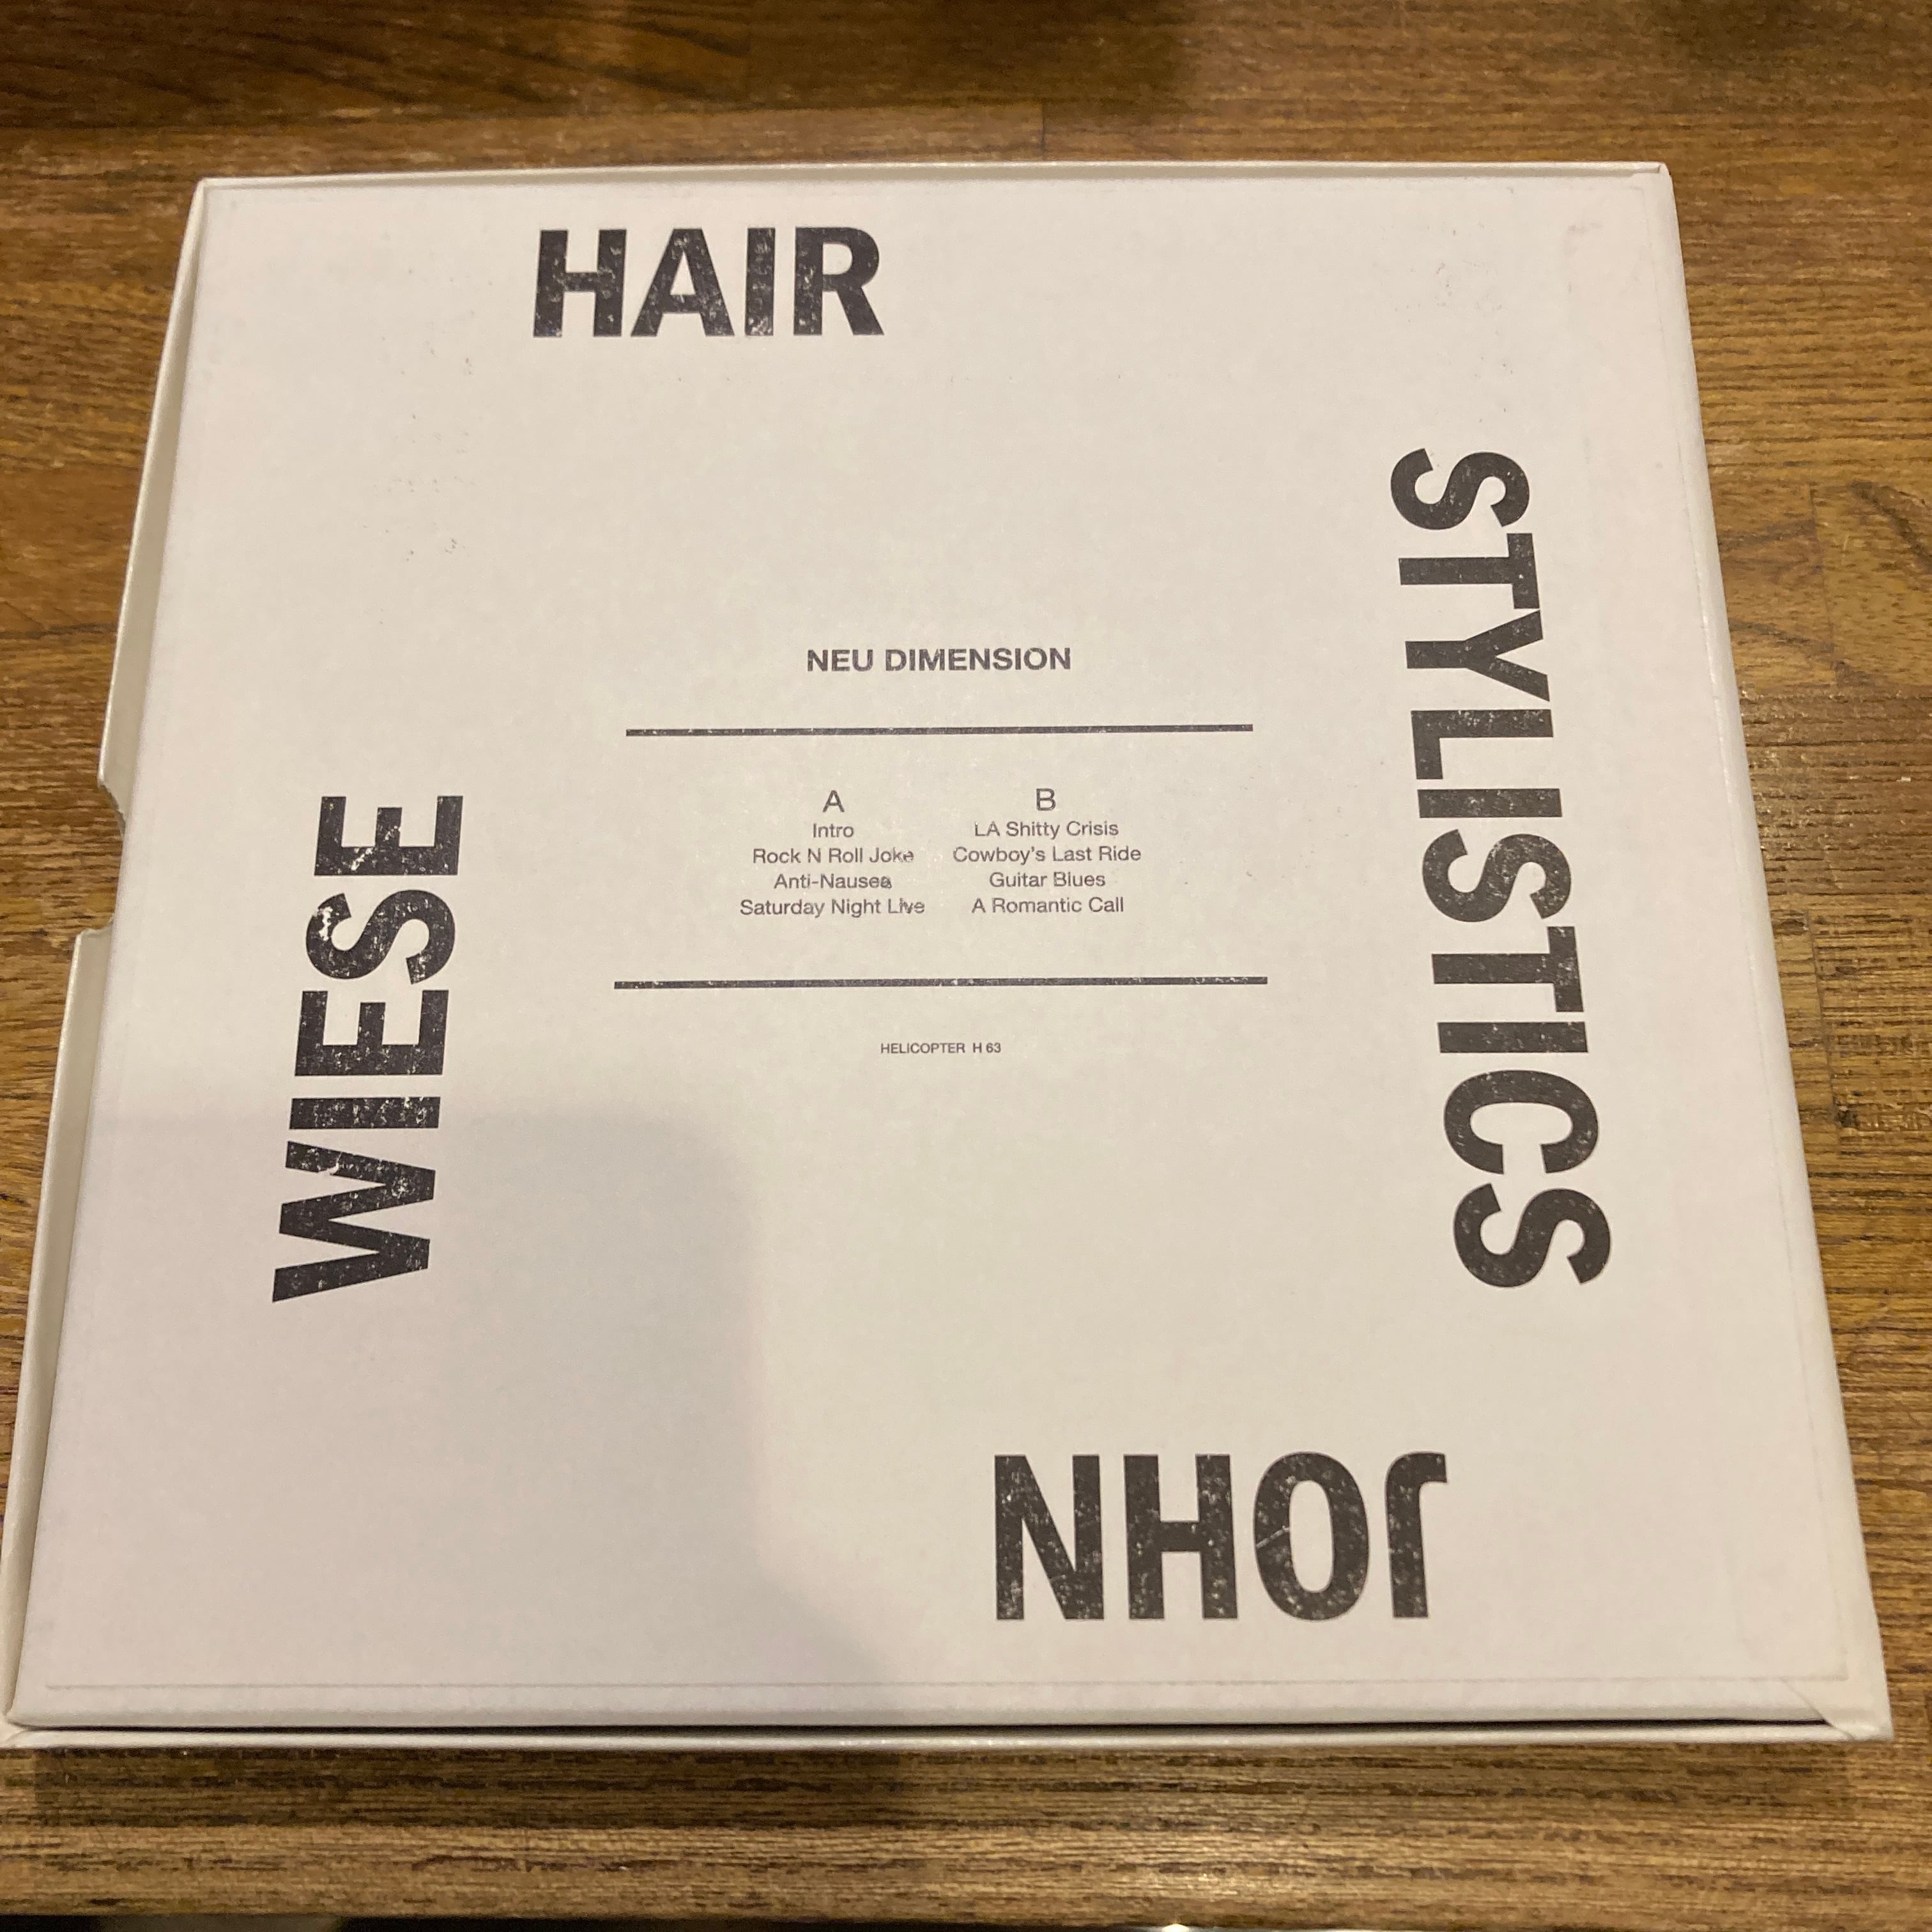 HAIR
STYLISTICS
JOHN
WIESE
NEU DIMENSION
A
Intro
Rock N Roll Joke
Anti-Nausea
Saturday Night Live
B
LA Shitty Crisis
Cowboy's Last Ride
Guitar Blues
A Romantic Call
HELICOPTER H 63